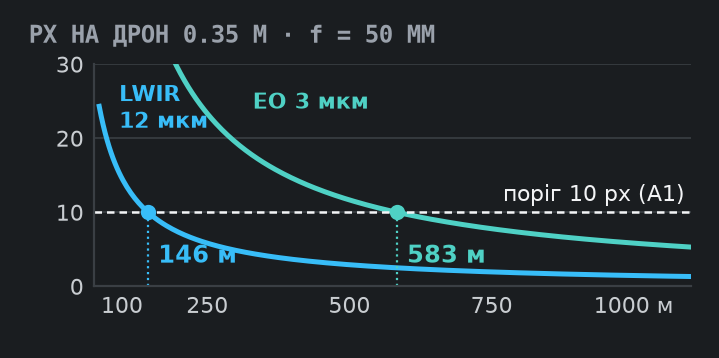 PX НА ДРОН 0.35 М · f = 50 ММ
30
LWIR
12 мкм
EO 3 мкм
20
поріг 10 px (A1)
10
146 м
583 м
0
100 250 500 750 1000 м